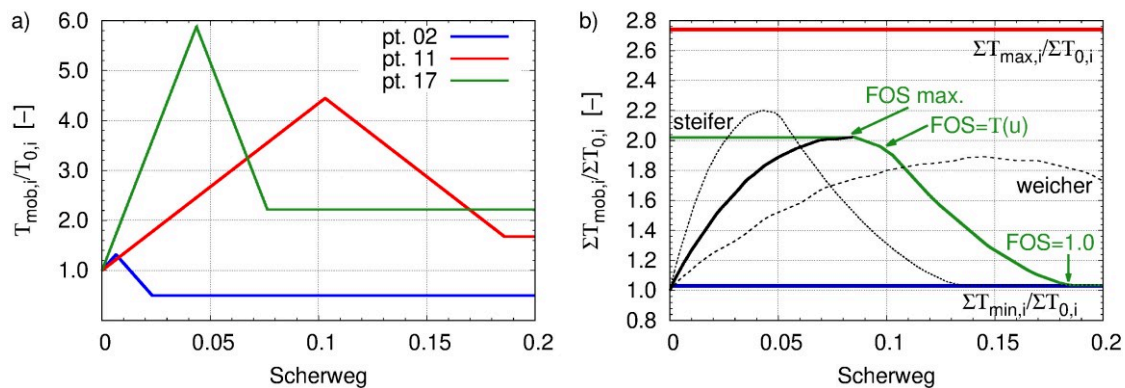 a)
T_mob,i/T_0,i [–]
6.0
5.0
4.0
3.0
2.0
1.0
pt. 02
pt. 11
pt. 17
0
0.05
0.1
0.15
0.2
Scherweg
b)
ΣT_mob,i/ΣT_0,i [–]
2.8
2.6
2.4
2.2
2.0
1.8
1.6
1.4
1.2
1.0
0.8
ΣT_max,i/ΣT_0,i
FOS max.
steifer
FOS=T(u)
weicher
FOS=1.0
ΣT_min,i/ΣT_0,i
0
0.05
0.1
0.15
0.2
Scherweg